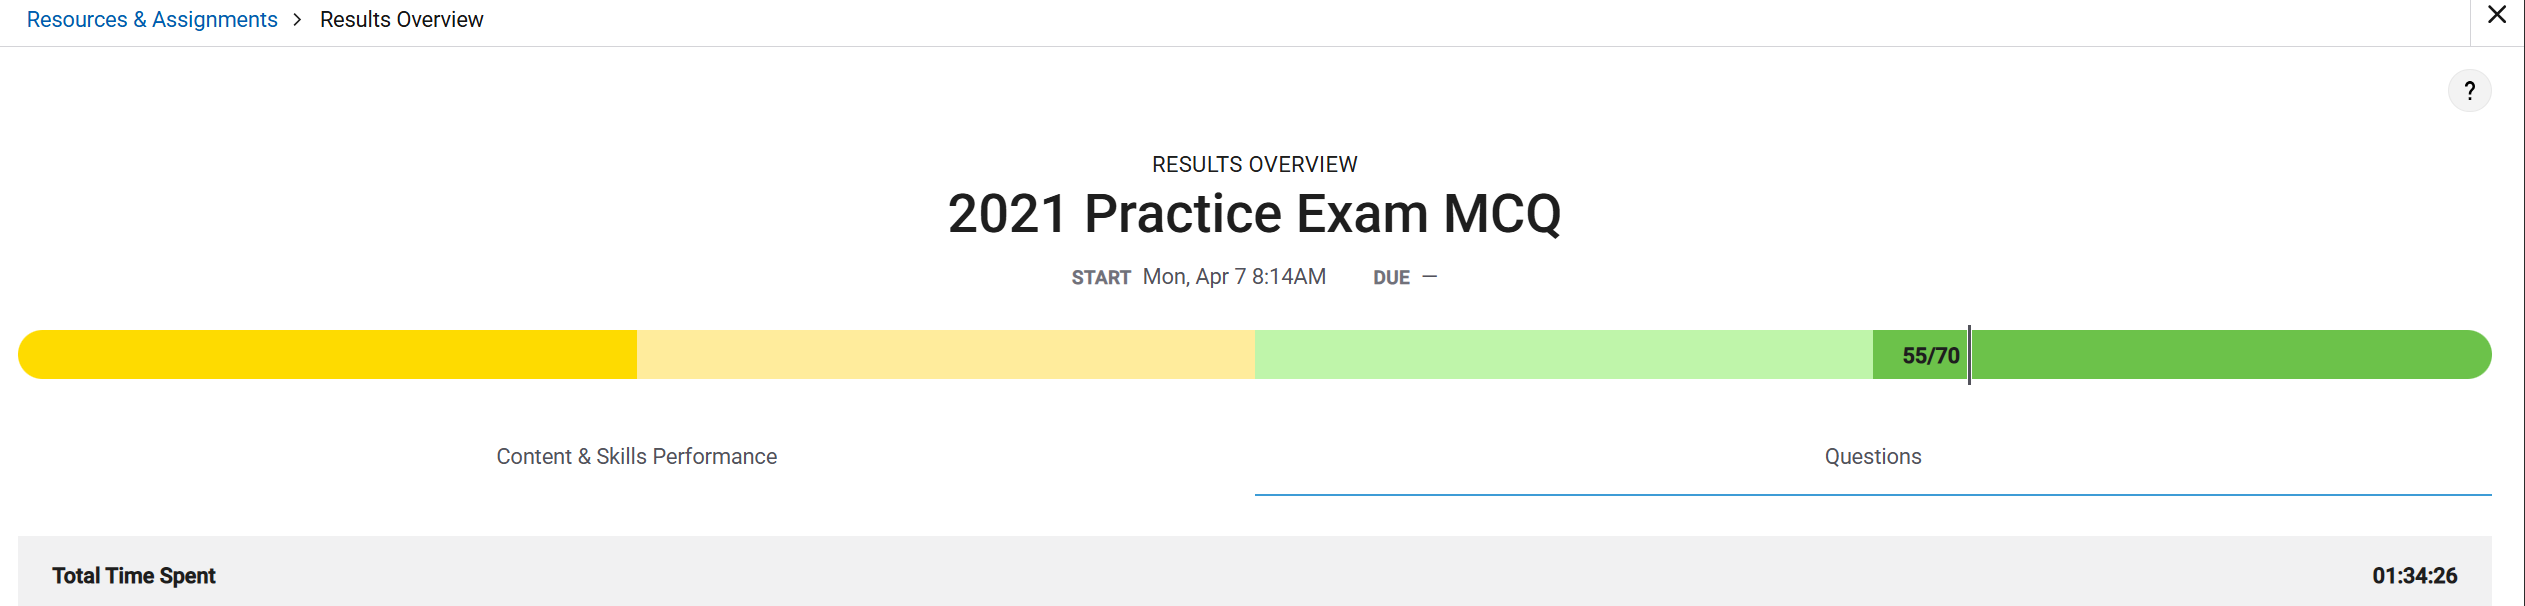 Resources & Assignments > Results Overview
?
RESULTS OVERVIEW
2021 Practice Exam MCQ
START Mon, Apr 7 8:14AM DUE —
55/70
Content & Skills Performance Questions
Total Time Spent 01:34:26